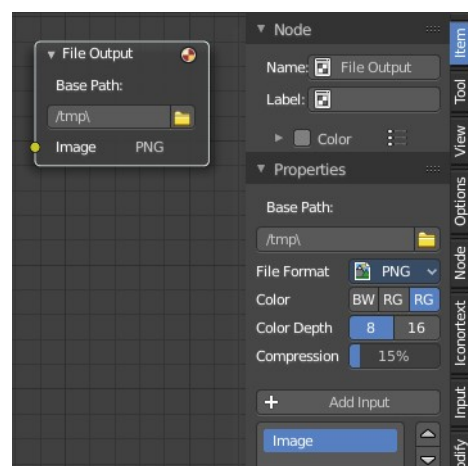 File Output
Base Path:
/tmp\
Image PNG
Node
Name: File Output
Label:
Color
Properties
Base Path:
/tmp\
File Format PNG
Color BW RG RG
Color Depth 8 16
Compression 15%
Add Input
Image
Item
Tool
View
Options
Node
Iconortext
Input
dify